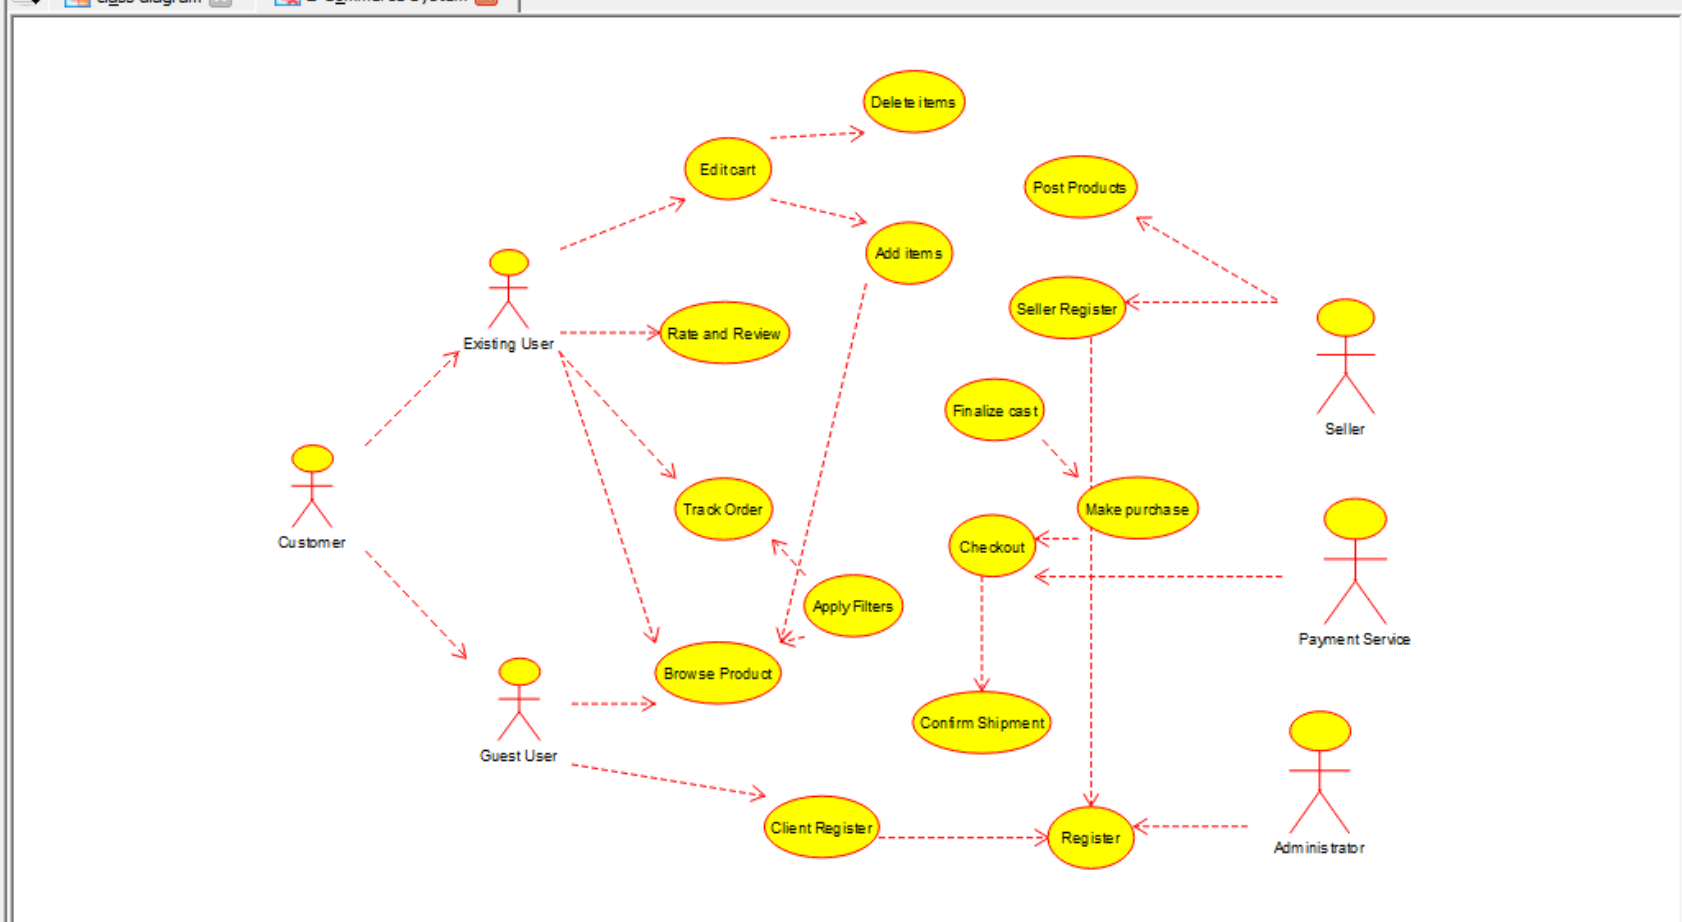 Delete items
Edit cart
Post Products
Add items
Seller Register
Rate and Review
Existing User
Finalize cast
Seller
Track Order
Make purchase
Customer
Checkout
Apply Filters
Payment Service
Browse Product
Confirm Shipment
Guest User
Client Register
Register
Administrator